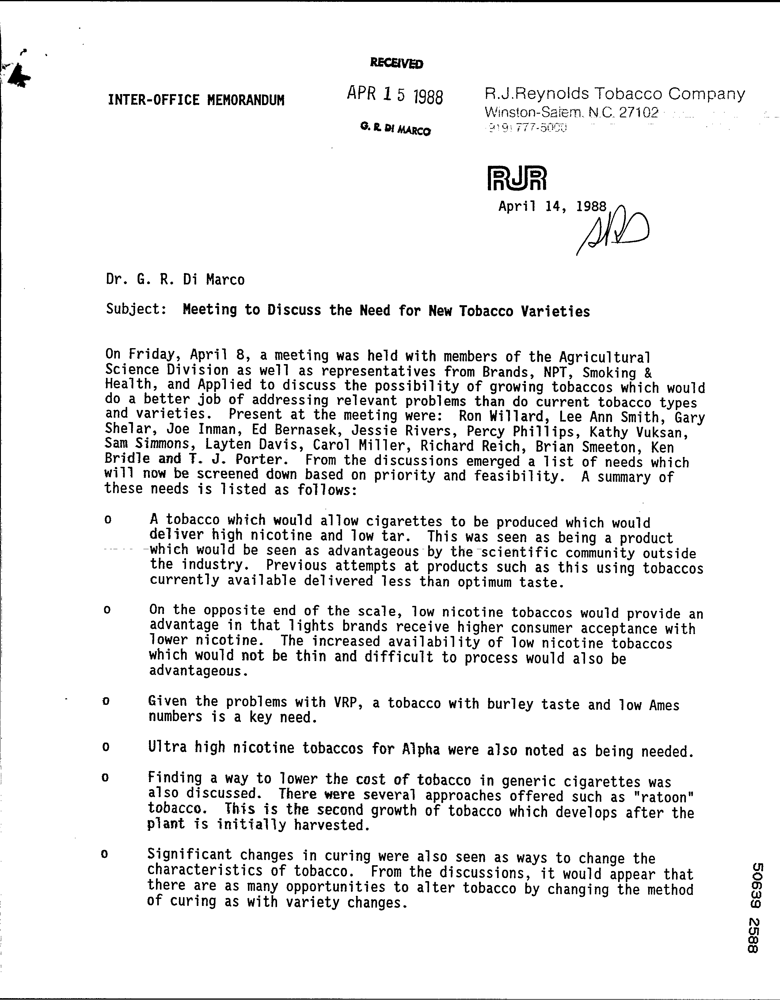 RECEIVED
APR 15 1988
G. R. DI MARCO
INTER-OFFICE MEMORANDUM
R.J.Reynolds Tobacco Company
Winston-Salem, N.C. 27102
919) 777-5000
RJR
April 14, 1988
Dr. G. R. Di Marco
Subject: Meeting to Discuss the Need for New Tobacco Varieties
On Friday, April 8, a meeting was held with members of the Agricultural
Science Division as well as representatives from Brands, NPT, Smoking &
Health, and Applied to discuss the possibility of growing tobaccos which would
do a better job of addressing relevant problems than do current tobacco types
and varieties. Present at the meeting were: Ron Willard, Lee Ann Smith, Gary
Shelar, Joe Inman, Ed Bernasek, Jessie Rivers, Percy Phillips, Kathy Vuksan,
Sam Simmons, Layten Davis, Carol Miller, Richard Reich, Brian Smeeton, Ken
Bridle and T. J. Porter. From the discussions emerged a list of needs which
will now be screened down based on priority and feasibility. A summary of
these needs is listed as follows:
o A tobacco which would allow cigarettes to be produced which would
deliver high nicotine and low tar. This was seen as being a product
which would be seen as advantageous by the scientific community outside
the industry. Previous attempts at products such as this using tobaccos
currently available delivered less than optimum taste.
o On the opposite end of the scale, low nicotine tobaccos would provide an
advantage in that lights brands receive higher consumer acceptance with
lower nicotine. The increased availability of low nicotine tobaccos
which would not be thin and difficult to process would also be
advantageous.
o Given the problems with VRP, a tobacco with burley taste and low Ames
numbers is a key need.
o Ultra high nicotine tobaccos for Alpha were also noted as being needed.
o Finding a way to lower the cost of tobacco in generic cigarettes was
also discussed. There were several approaches offered such as "ratoon"
tobacco. This is the second growth of tobacco which develops after the
plant is initially harvested.
o Significant changes in curing were also seen as ways to change the
characteristics of tobacco. From the discussions, it would appear that
there are as many opportunities to alter tobacco by changing the method
of curing as with variety changes.
50639 2588